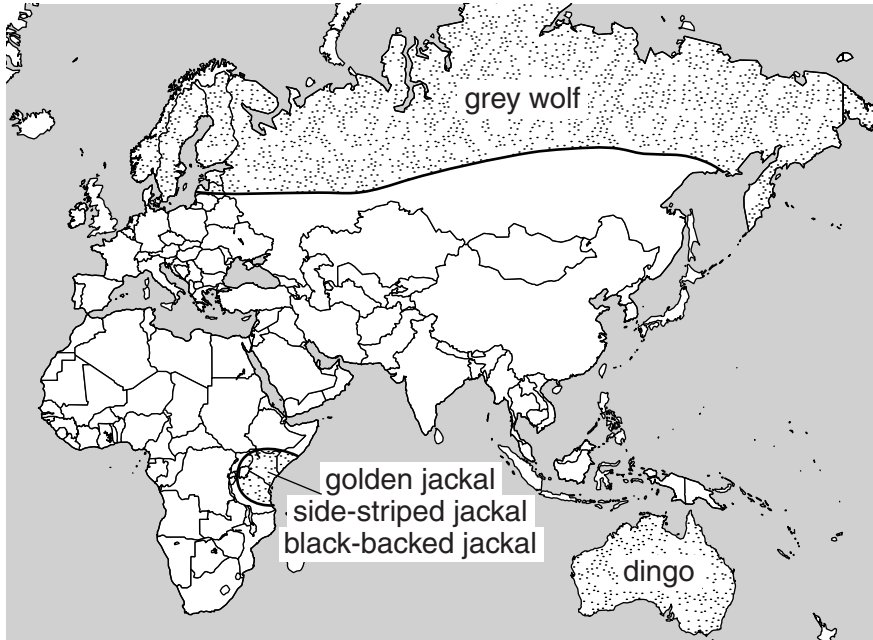 grey wolf
golden jackal
side-striped jackal
black-backed jackal
dingo